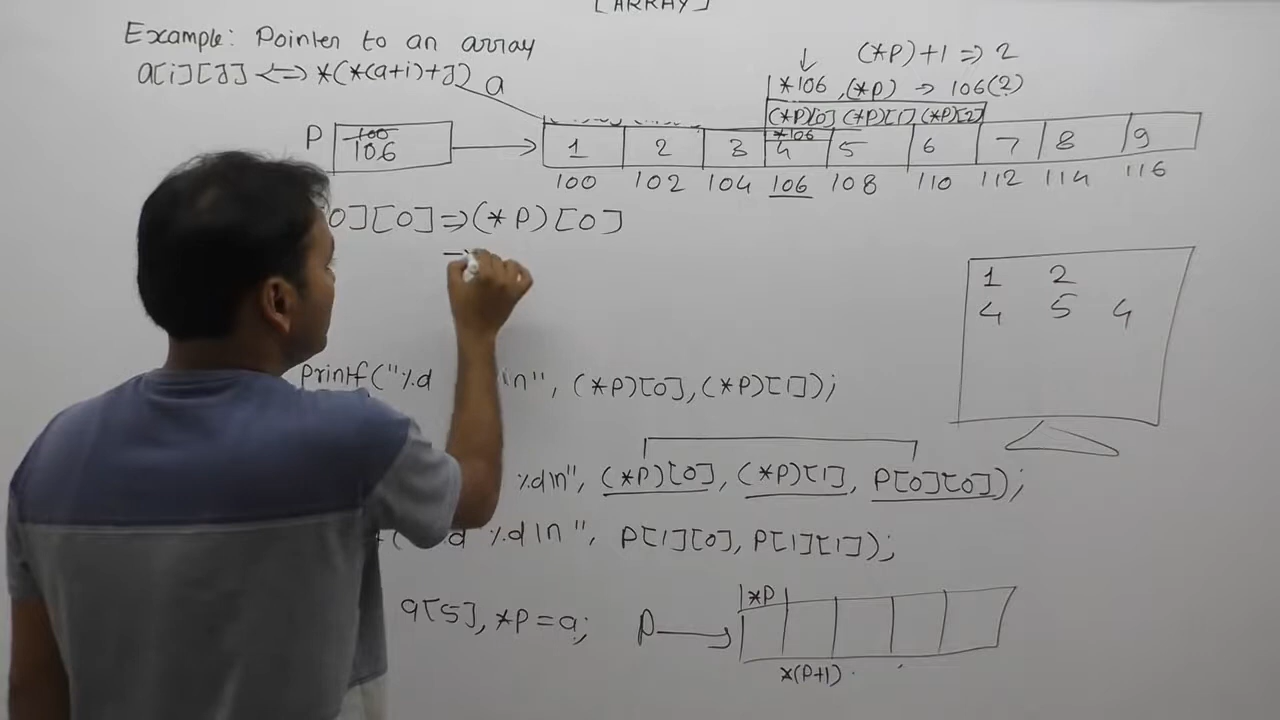 [ARRAY]
Example: Pointer to an array
a[i][j] <=> *(*(a+i)+j)
a
(*P)+1 => 2
*106 ,(*P) → 106(2)
(*P)[0] (*P)[1] (*P)[2]
*106
P 100 106
1 2 3 4 5 6 7 8 9
100 102 104 106 108 110 112 114 116
[0][0] => (*P)[0]
1 2
4 5 4
printf("%d \n", (*P)[0],(*P)[1]);
%d\n", (*P)[0], (*P)[1], P[0][0]);
%d\n", P[1][0], P[1][1]);
a[5], *P=a;
P
*P
*(P+1)